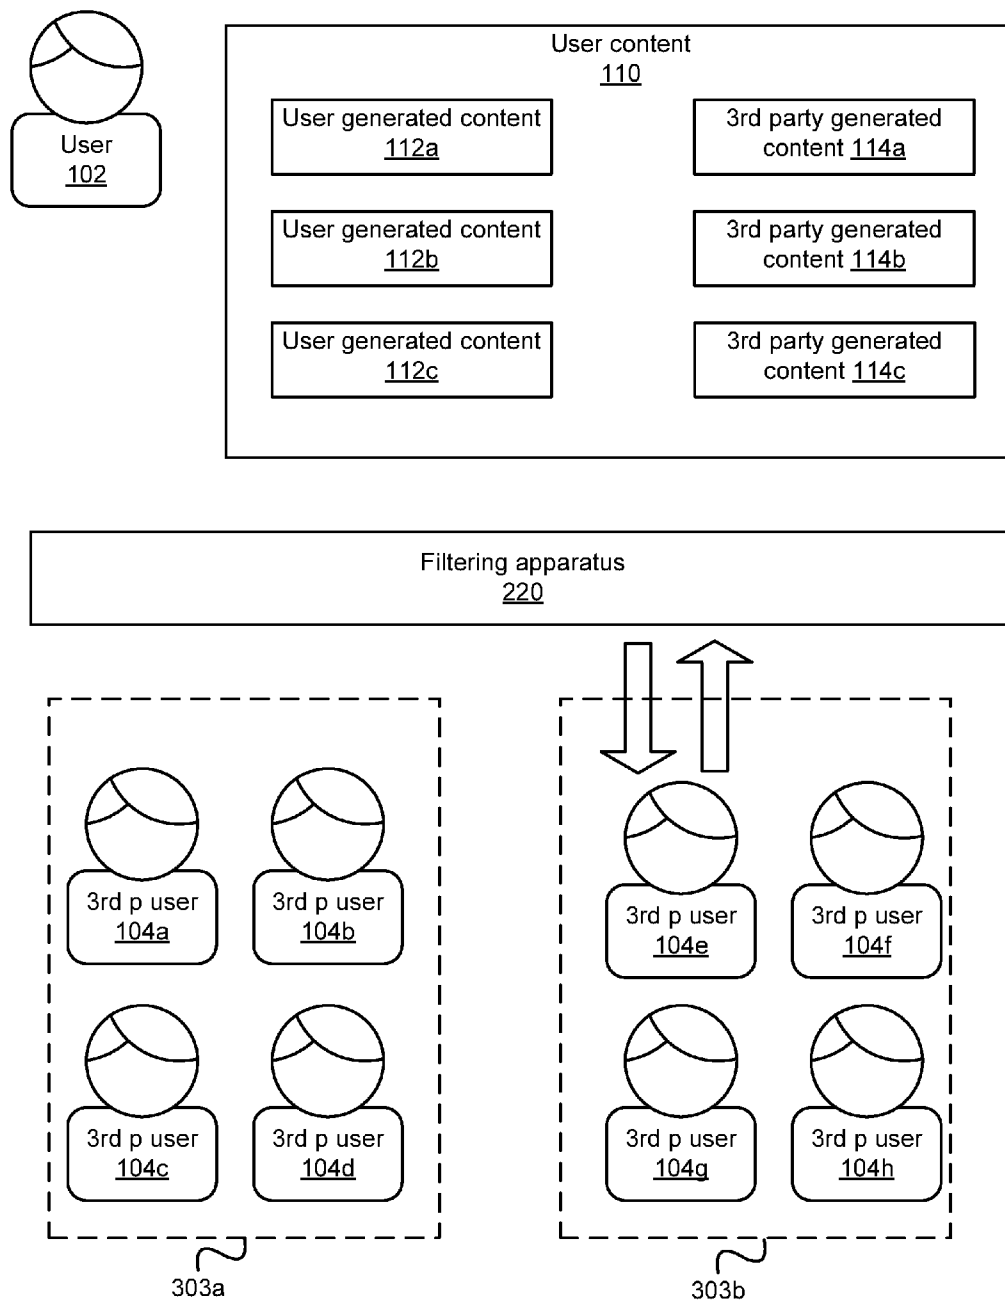 User
102
User content
110
User generated content
112a
3rd party generated
content 114a
User generated content
112b
3rd party generated
content 114b
User generated content
112c
3rd party generated
content 114c
Filtering apparatus
220
3rd p user
104a
3rd p user
104b
3rd p user
104e
3rd p user
104f
3rd p user
104c
3rd p user
104d
3rd p user
104g
3rd p user
104h
303a
303b